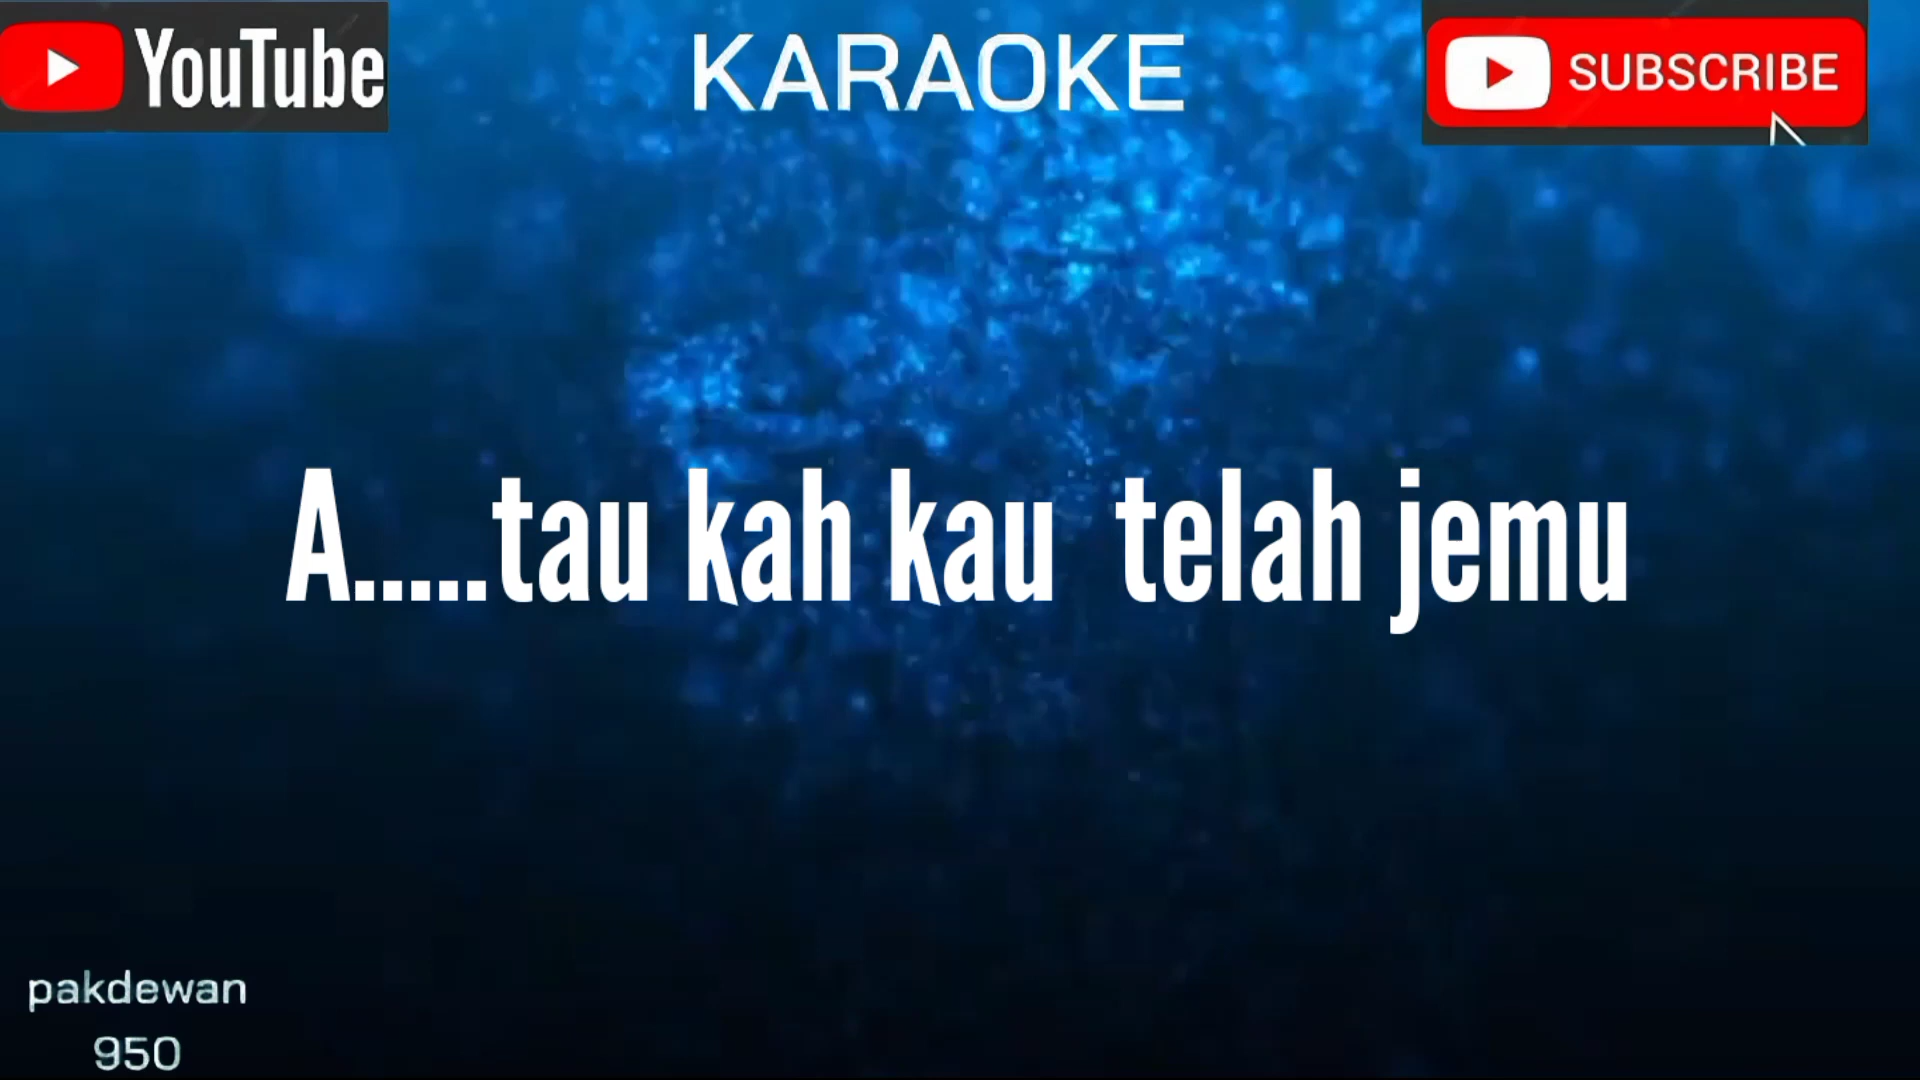 YouTube
KARAOKE
SUBSCRIBE
A.....tau kah kau  telah jemu
pakdewan
950